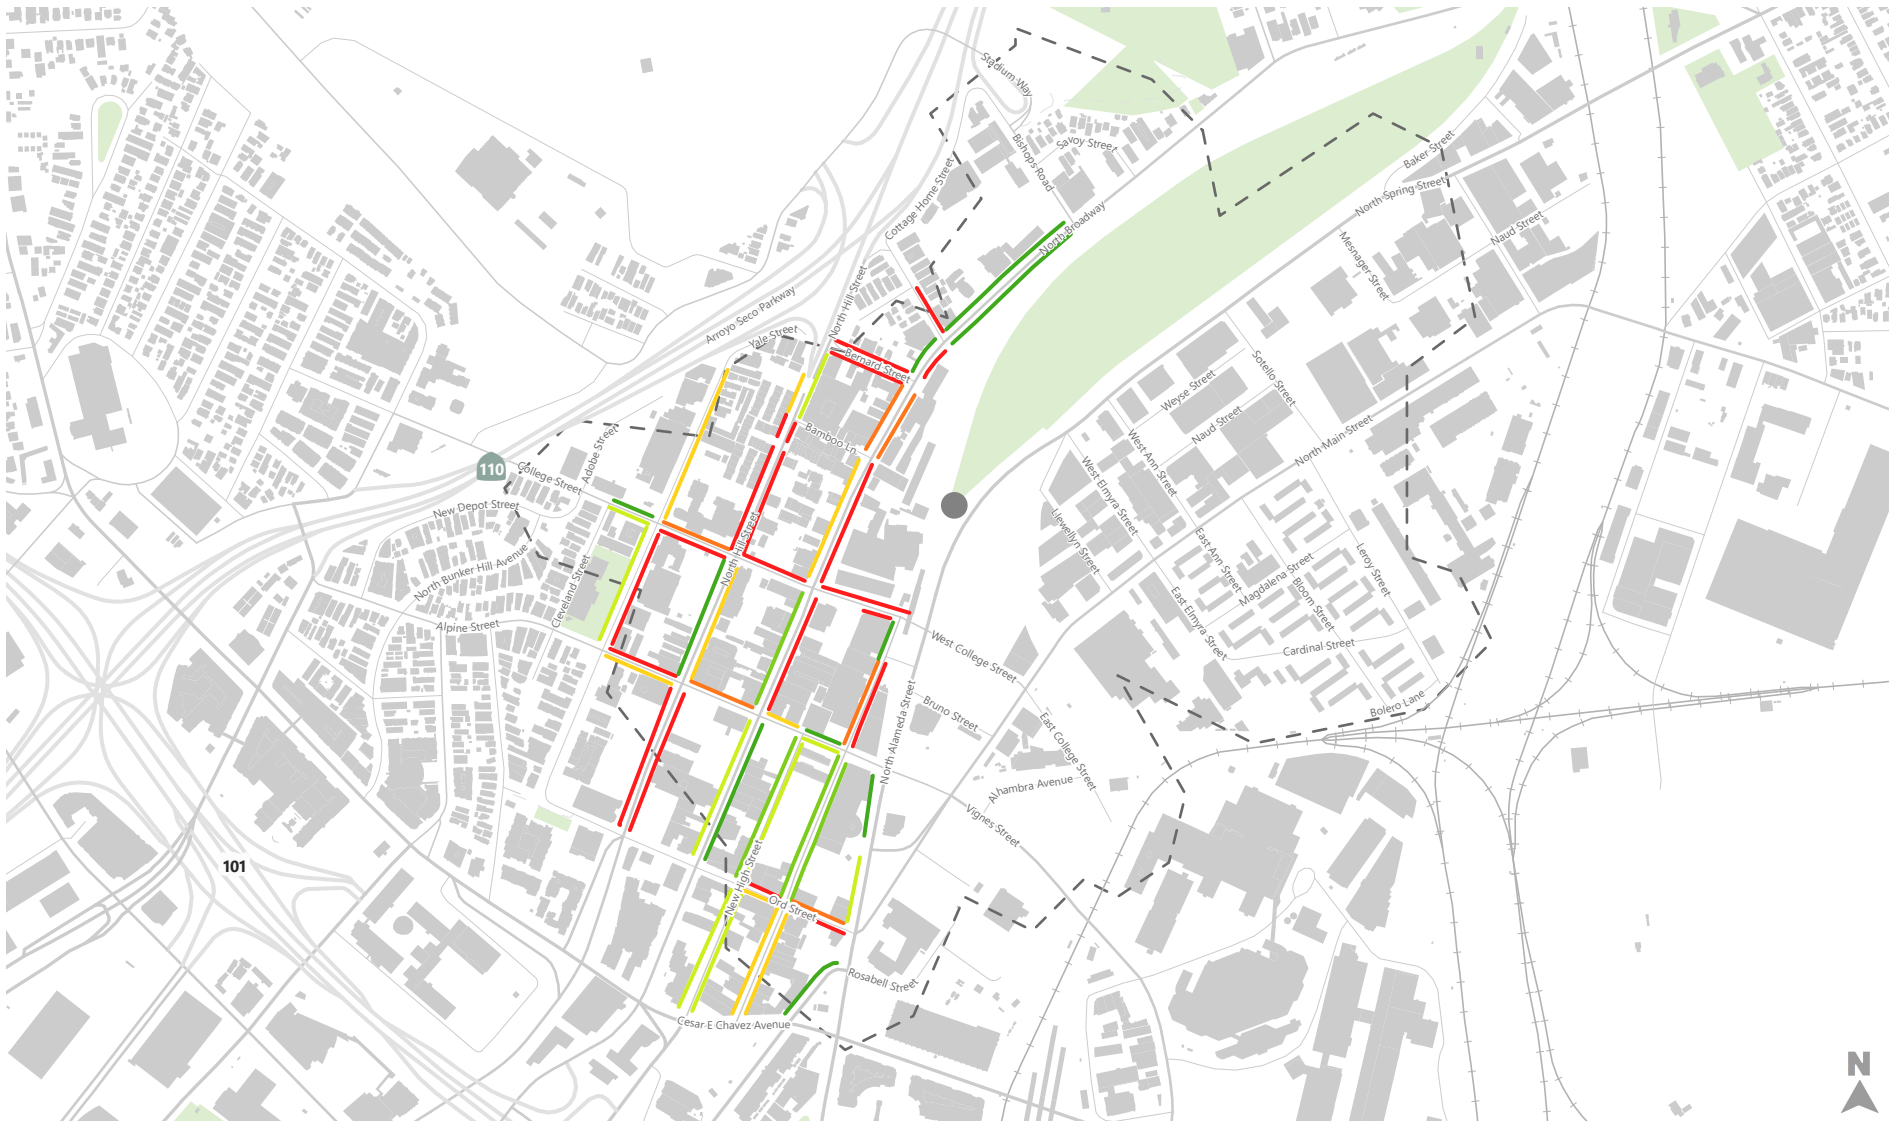 Stadium Way
Savoy Street
Bishops Road
Baker Street
North Spring Street
Cottage Home Street
North Broadway
Naud Street
Mesnager Street
North Hill Street
Arroyo Seco Parkway
Yale Street
Bernard Street
Sotello Street
Weyse Street
Naud Street
Bamboo Ln
North Main Street
West Ann Street
Adobe Street
110
College Street
West Elmyra Street
New Depot Street
Llewellyn Street
North Hill Street
North Hill Street
East Ann Street
Leroy Street
North Bunker Hill Avenue
Cleveland Street
Magdalena Street
Bloom Street
East Elmyra Street
Alpine Street
West College Street
Cardinal Street
Bruno Street
North Alameda Street
East College Street
Bolero Lane
Alhambra Avenue
Vignes Street
101
New High Street
Ord Street
Rosabell Street
Cesar E Chavez Avenue
N